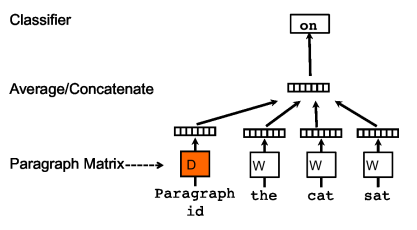 Classifier
on
Average/Concatenate
Paragraph Matrix
D
W
W
W
Paragraph
id
the
cat
sat